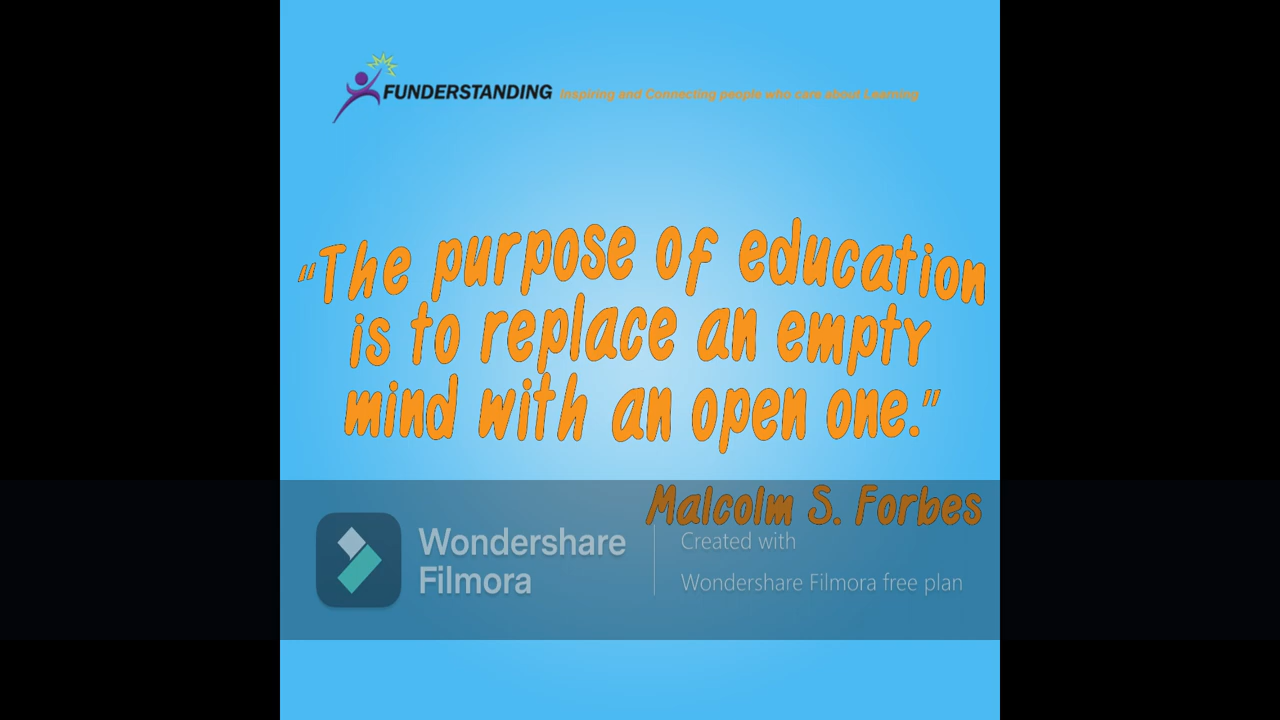 FUNDERSTANDING Inspiring and Connecting people who care about Learning
"The purpose of education
is to replace an empty
mind with an open one."
Malcolm S. Forbes
Wondershare
Filmora
Created with
Wondershare Filmora free plan